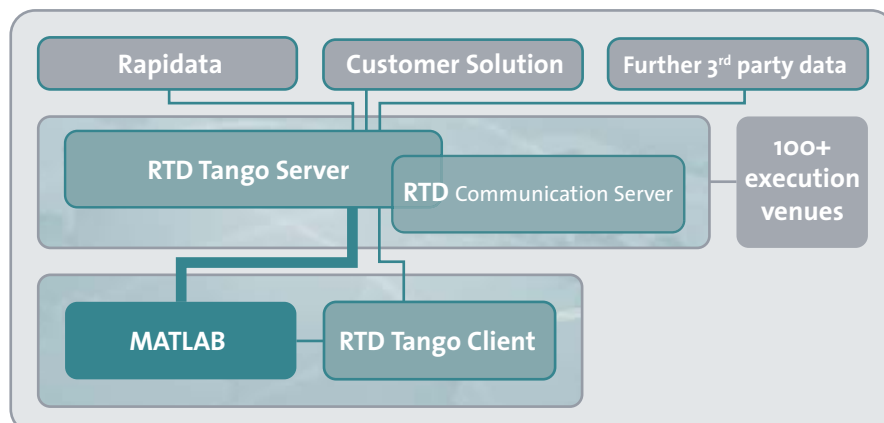 Rapidata
Customer Solution
Further 3rd party data
RTD Tango Server
RTD Communication Server
100+
execution
venues
MATLAB
RTD Tango Client